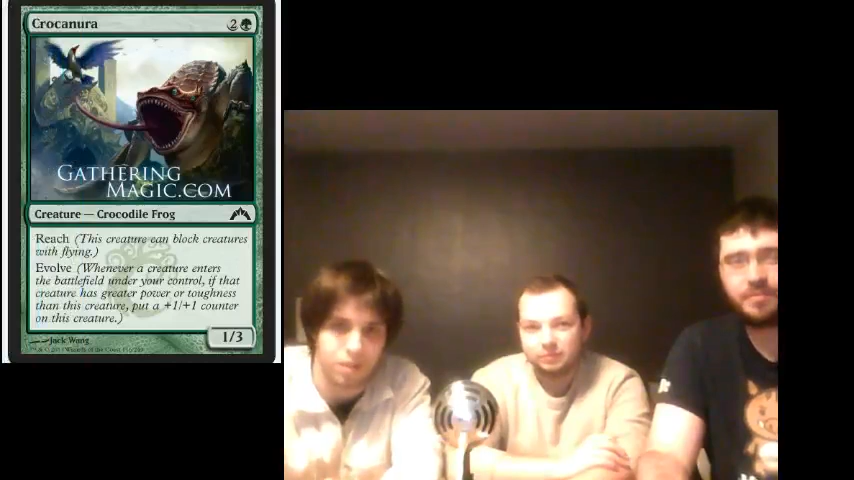 Crocanura 2
GATHERING
MAGIC.COM
Creature — Crocodile Frog
Reach (This creature can block creatures
with flying.)
Evolve (Whenever a creature enters
the battlefield under your control, if that
creature has greater power or toughness
than this creature, put a +1/+1 counter
on this creature.)
1/3
Jack Wang